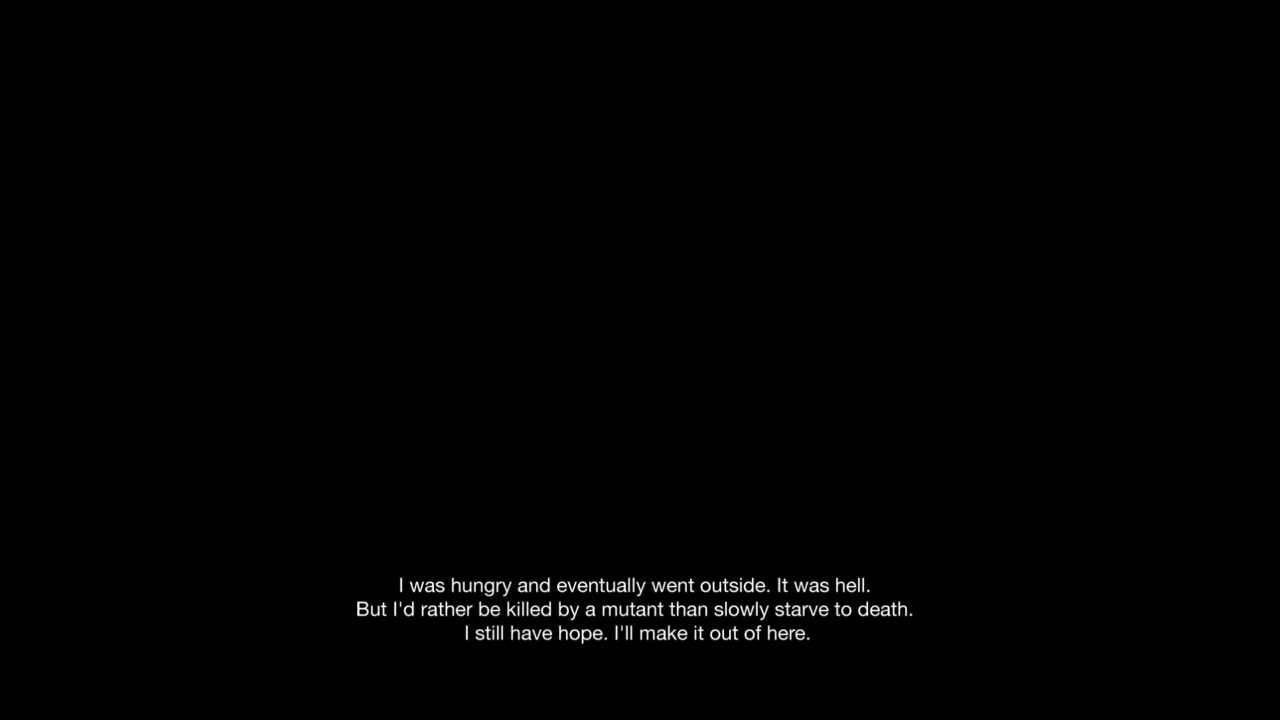 I was hungry and eventually went outside. It was hell.
But I'd rather be killed by a mutant than slowly starve to death.
I still have hope. I'll make it out of here.